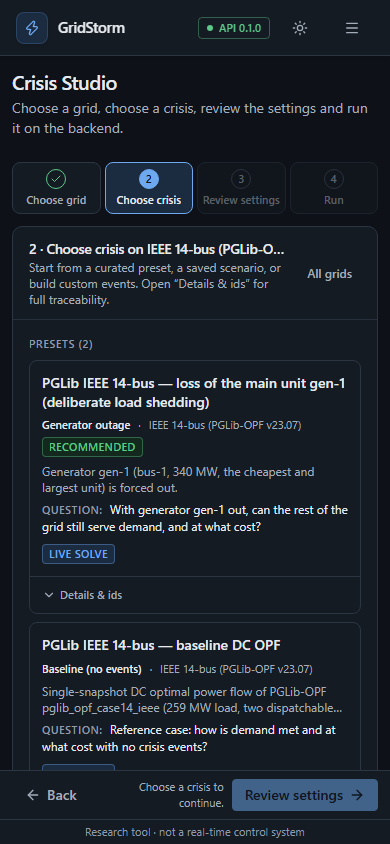 GridStorm
API 0.1.0
Crisis Studio
Choose a grid, choose a crisis, review the settings and run
it on the backend.
Choose grid
2
Choose crisis
3
Review settings
4
Run
2 · Choose crisis on IEEE 14-bus (PGLib-O...
Start from a curated preset, a saved scenario, or
build custom events. Open “Details & ids” for
full traceability.
All grids
PRESETS (2)
PGLib IEEE 14-bus — loss of the main unit gen-1
(deliberate load shedding)
Generator outage · IEEE 14-bus (PGLib-OPF v23.07)
RECOMMENDED
Generator gen-1 (bus-1, 340 MW, the cheapest and
largest unit) is forced out.
QUESTION: With generator gen-1 out, can the rest of the
grid still serve demand, and at what cost?
LIVE SOLVE
Details & ids
PGLib IEEE 14-bus — baseline DC OPF
Baseline (no events) · IEEE 14-bus (PGLib-OPF v23.07)
Single-snapshot DC optimal power flow of PGLib-OPF
pglib_opf_case14_ieee (259 MW load, two dispatchable...
QUESTION: Reference case: how is demand met and at
what cost with no crisis events?
Back
Choose a crisis to
continue.
Review settings
Research tool · not a real-time control system